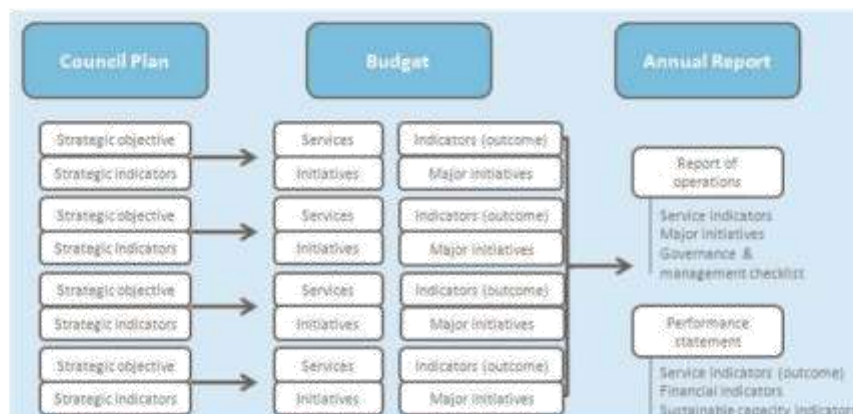 Council Plan
Budget
Annual Report
Strategic objective
Strategic indicators
Services
Initiatives
Indicators (outcome)
Major Initiatives
Strategic objective
Strategic indicators
Services
Initiatives
Indicators (outcome)
Major Initiatives
Strategic objective
Strategic indicators
Services
Initiatives
Indicators (outcome)
Major Initiatives
Strategic objective
Strategic indicators
Services
Initiatives
Indicators (outcome)
Major Initiatives
Report of
operations
Service indicators
Major initiatives
Governance &
management checklist
Performance
statement
Service indicators (outcome)
Financial indicators
Sustainable capacity indicators